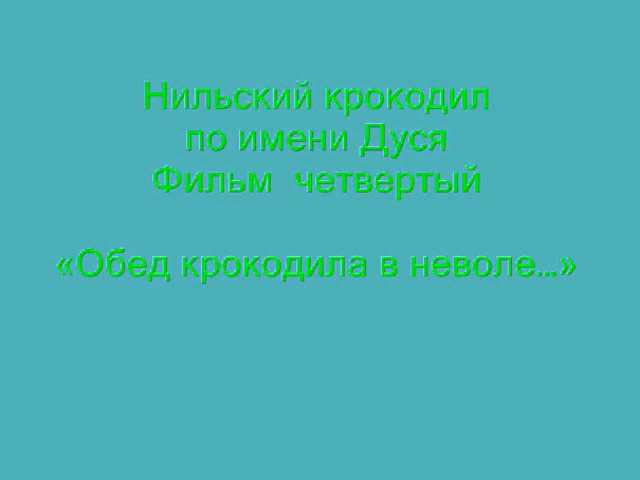 Нильский крокодил
по имени Дуся
Фильм  четвертый
«Обед крокодила в неволе...»